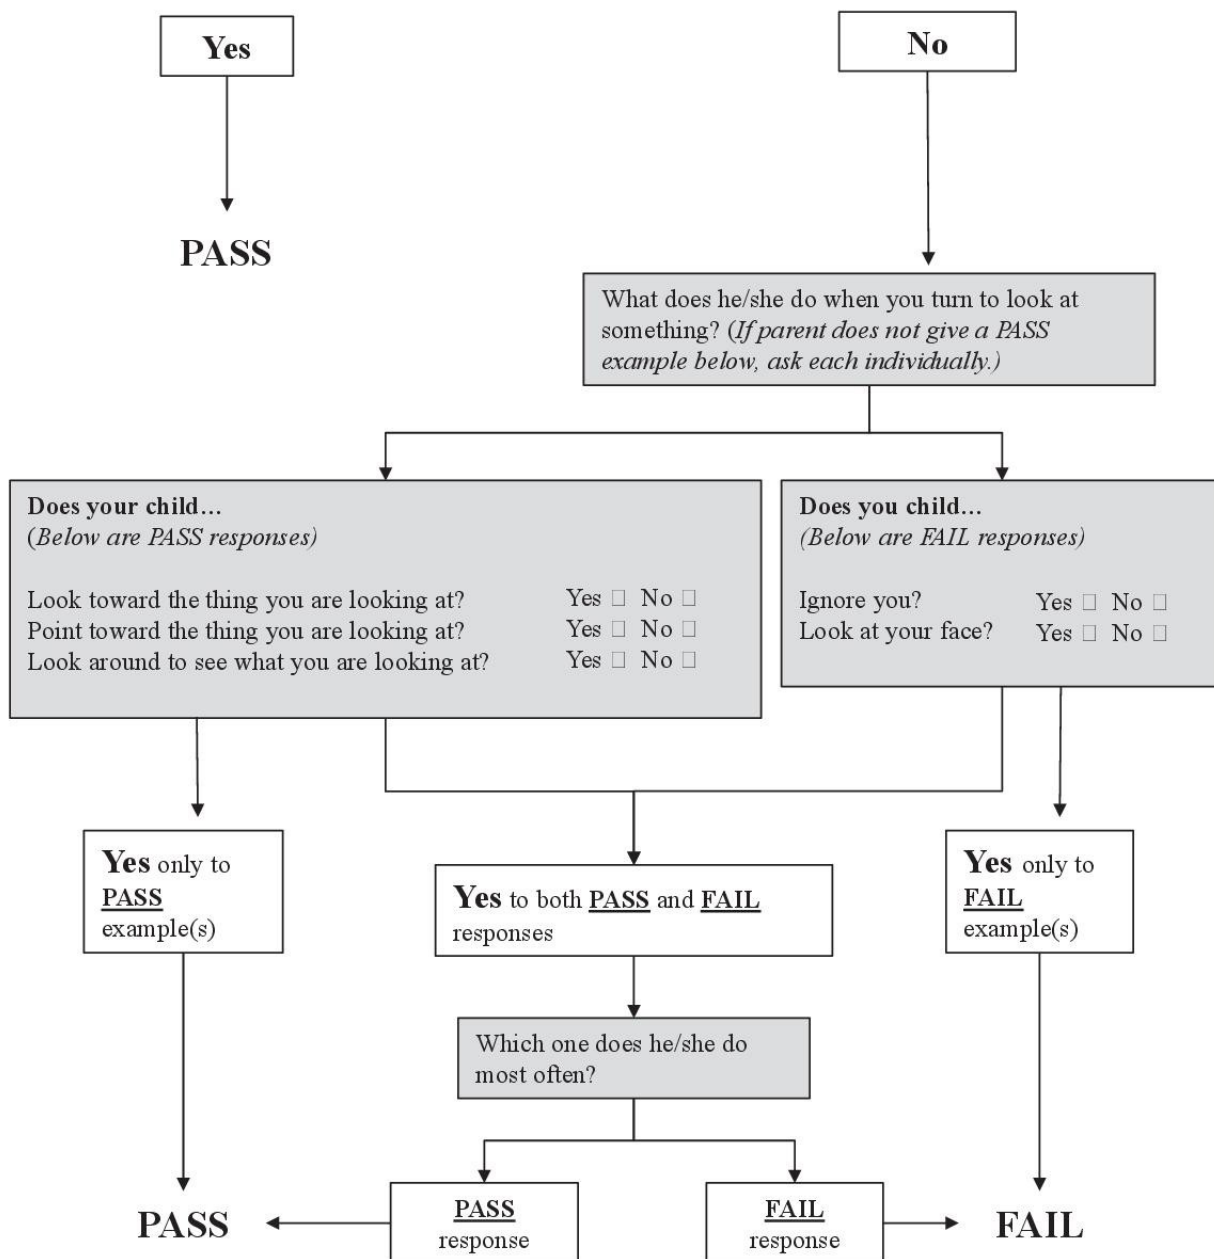 Yes
No
PASS
What does he/she do when you turn to look at
something? (If parent does not give a PASS
example below, ask each individually.)
Does your child…
(Below are PASS responses)
Look toward the thing you are looking at? Yes □ No □
Point toward the thing you are looking at? Yes □ No □
Look around to see what you are looking at? Yes □ No □
Does you child…
(Below are FAIL responses)
Ignore you? Yes □ No □
Look at your face? Yes □ No □
Yes only to
PASS
example(s)
Yes to both PASS and FAIL
responses
Yes only to
FAIL
example(s)
Which one does he/she do
most often?
PASS
PASS
response
FAIL
response
FAIL